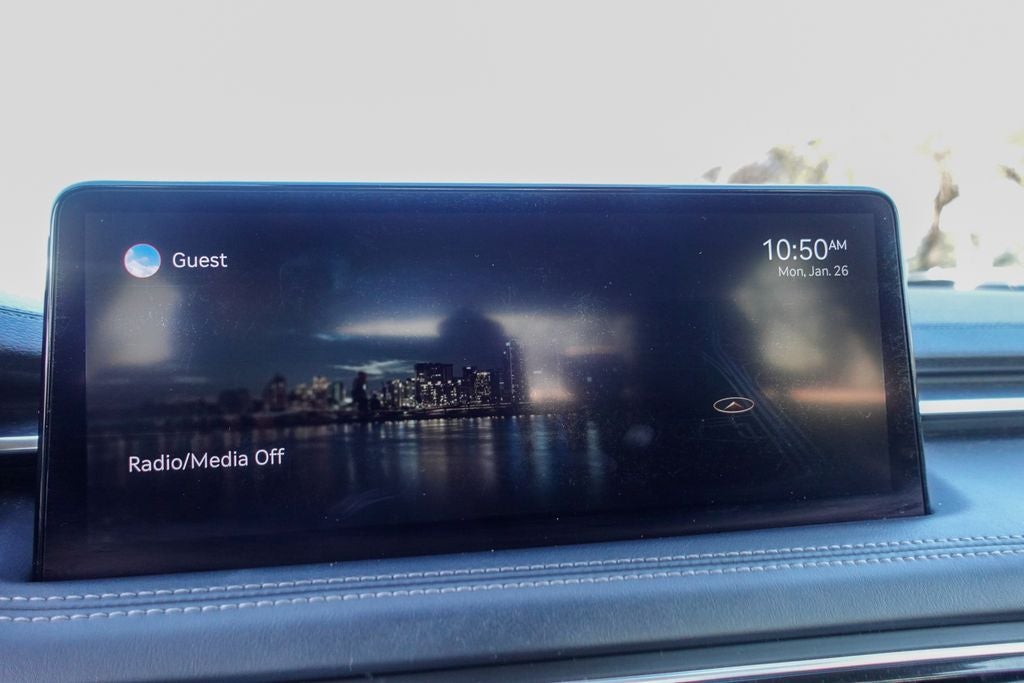 Guest
10:50AM
Mon, Jan. 26
Radio/Media Off